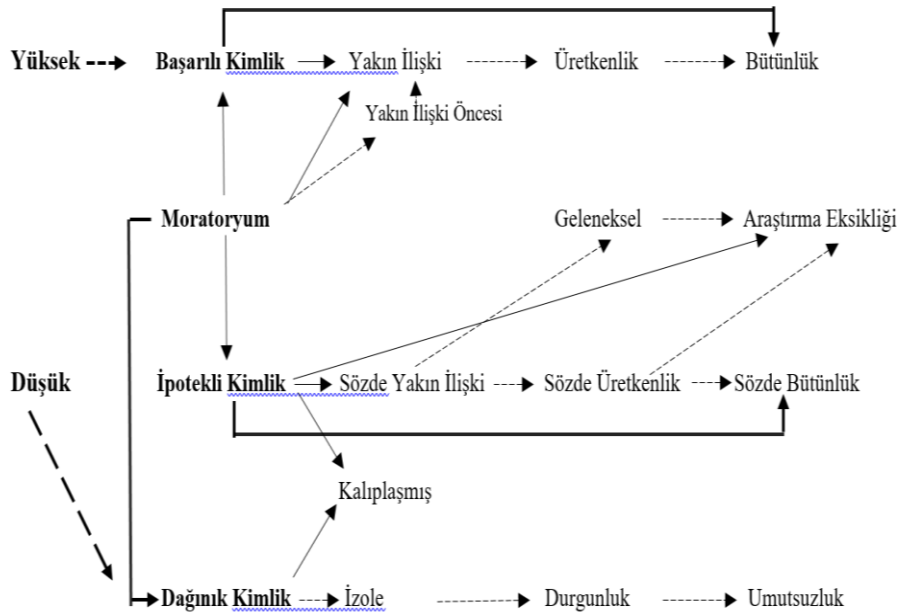 Yüksek Başarılı Kimlik Yakın İlişki Üretkenlik Bütünlük
Yakın İlişki Öncesi
Moratoryum Geleneksel Araştırma Eksikliği
Düşük İpotekli Kimlik Sözde Yakın İlişki Sözde Üretkenlik Sözde Bütünlük
Kalıplaşmış
Dağınık Kimlik İzole Durgunluk Umutsuzluk